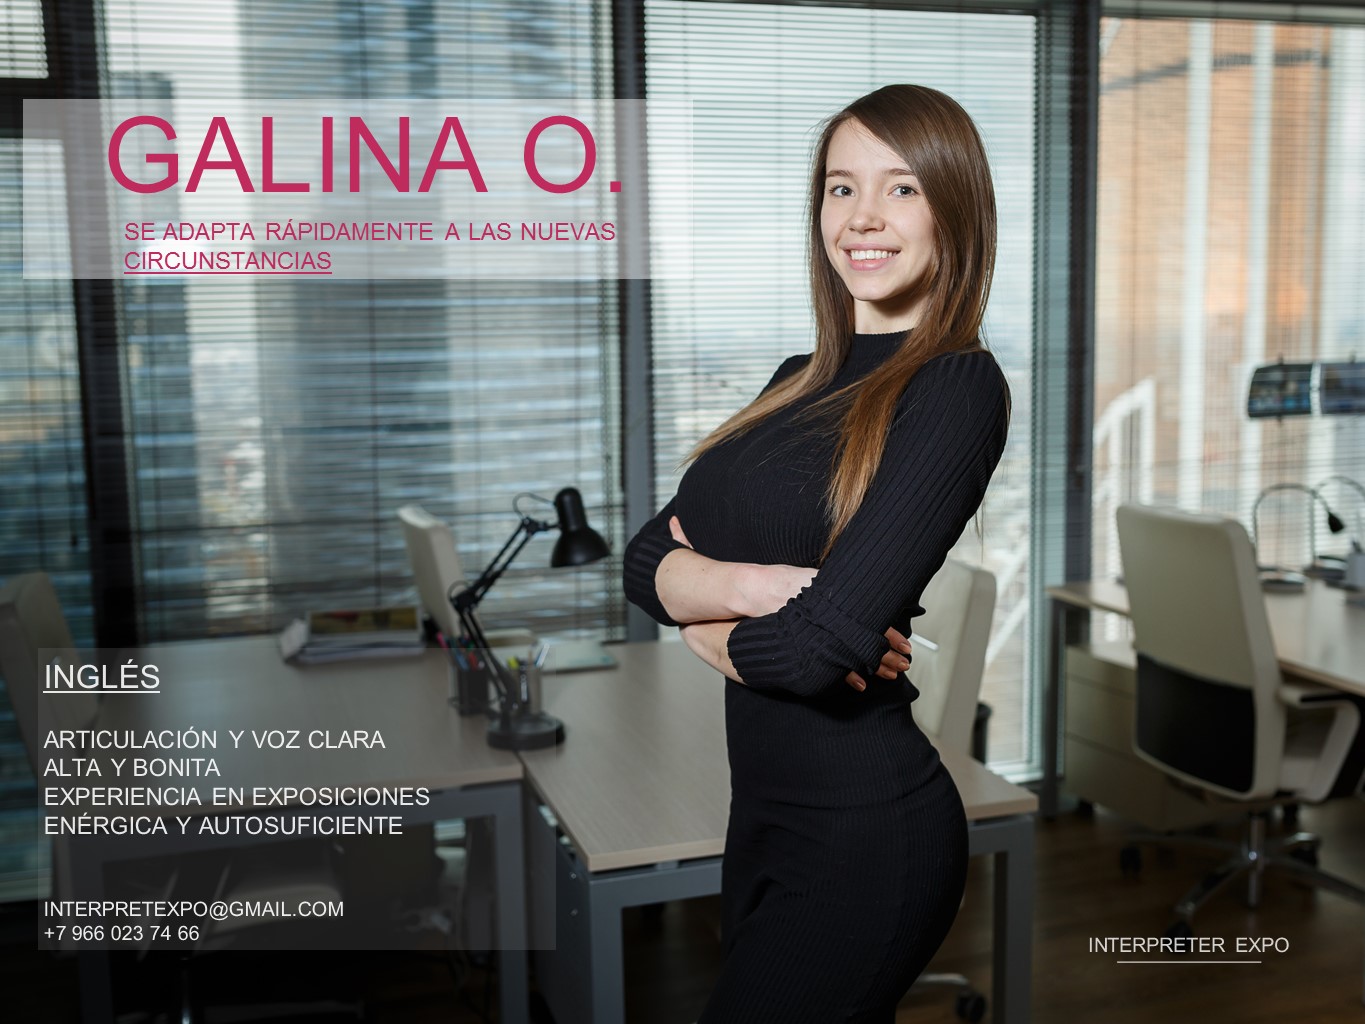 GALINA O.
SE ADAPTA RÁPIDAMENTE A LAS NUEVAS
CIRCUNSTANCIAS
INGLÉS
ARTICULACIÓN Y VOZ CLARA
ALTA Y BONITA
EXPERIENCIA EN EXPOSICIONES
ENÉRGICA Y AUTOSUFICIENTE
INTERPRETEXPO@GMAIL.COM
+7 966 023 74 66
INTERPRETER EXPO